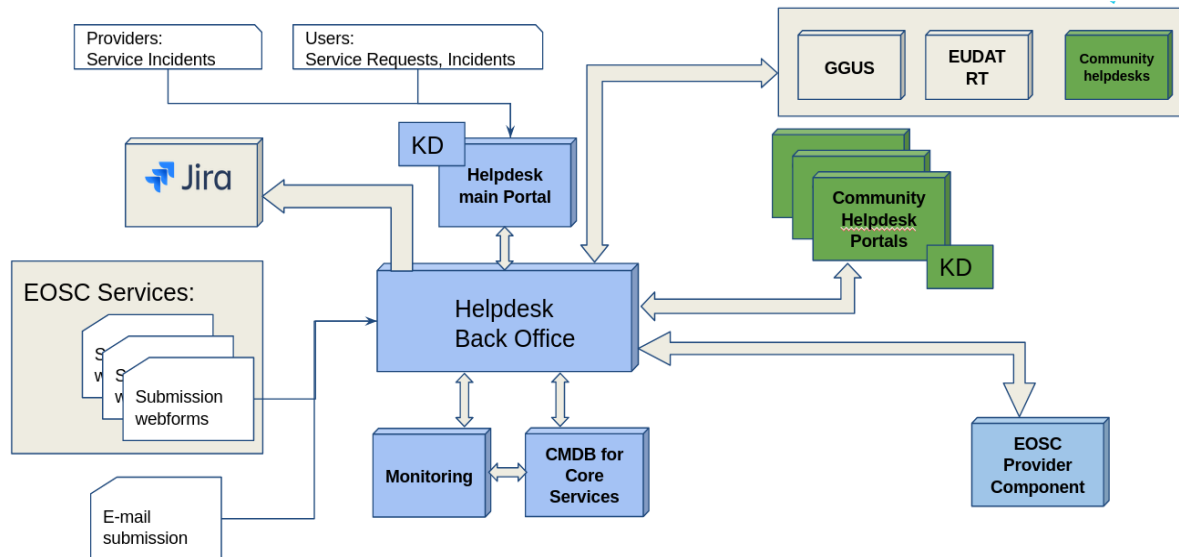 Providers:
Service Incidents
Users:
Service Requests, Incidents
GGUS
EUDAT
RT
Community
helpdesks
KD
Helpdesk
main Portal
Jira
Community
Helpdesk
Portals
KD
EOSC Services:
S
w
S
w
Submission
webforms
Helpdesk
Back Office
Monitoring
CMDB for
Core
Services
EOSC
Provider
Component
E-mail
submission